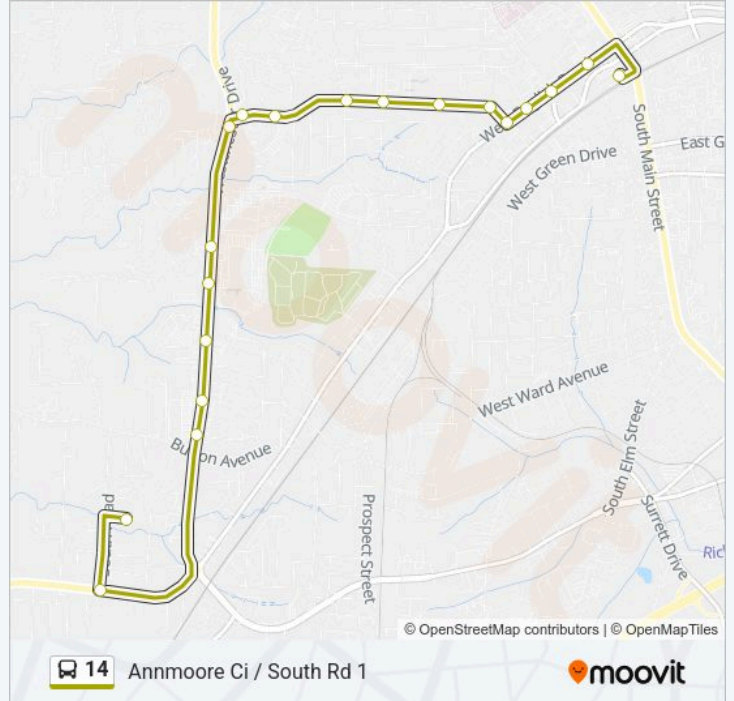 Drive
South Main Street
East G
West Green Drive
West Ward Avenue
South Elm Street
Surrett Drive
Prospect Street
© OpenStreetMap contributors | © OpenMapTiles
14 Annmoore Ci / South Rd 1
moovit